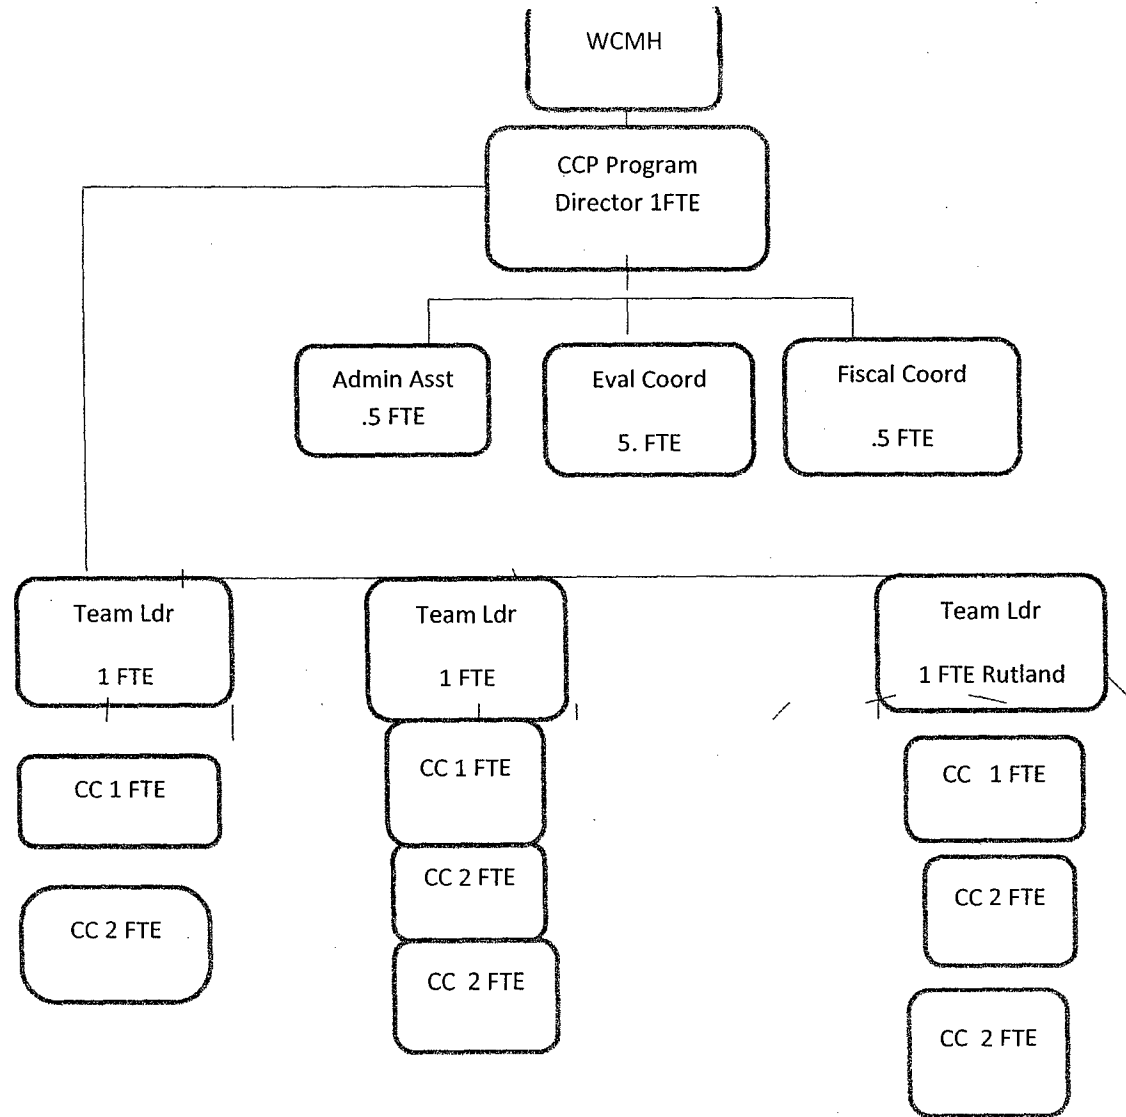 WCMH
CCP Program
Director 1FTE
Admin Asst
.5 FTE
Eval Coord
5. FTE
Fiscal Coord
.5 FTE
Team Ldr
1 FTE
Team Ldr
1 FTE
Team Ldr
1 FTE Rutland
CC 1 FTE
CC 2 FTE
CC 1 FTE
CC 2 FTE
CC 2 FTE
CC 1 FTE
CC 2 FTE
CC 2 FTE